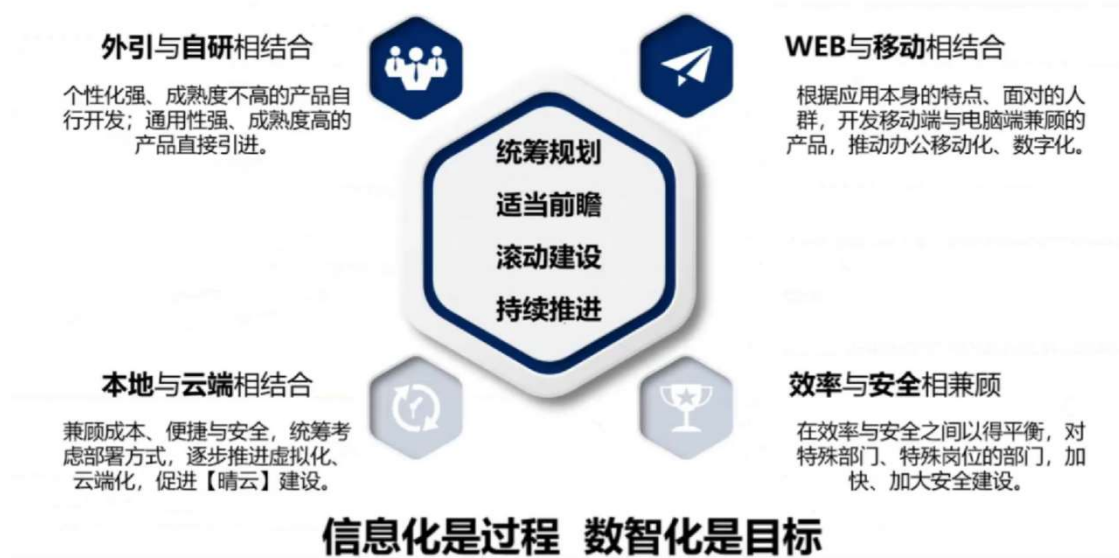 外引与自研相结合
个性化强、成熟度不高的产品自
行开发；通用性强、成熟度高的
产品直接引进。
WEB与移动相结合
根据应用本身的特点、面对的人
群，开发移动端与电脑端兼顾的
产品，推动办公移动化、数字化。
统筹规划
适当前瞻
滚动建设
持续推进
本地与云端相结合
兼顾成本、便捷与安全，统筹考
虑部署方式，逐步推进虚拟化、
云端化，促进【晴云】建设。
效率与安全相兼顾
在效率与安全之间以得平衡，对
特殊部门、特殊岗位的部门，加
快、加大安全建设。
信息化是过程 数智化是目标